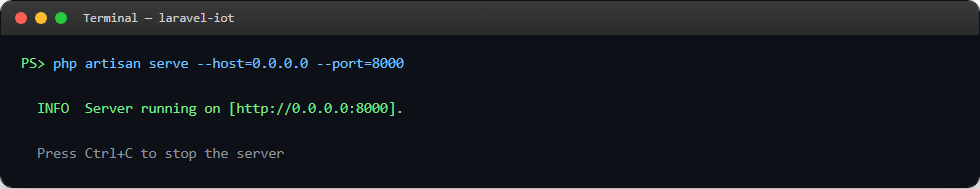 Terminal — laravel-iot
PS> php artisan serve --host=0.0.0.0 --port=8000
INFO  Server running on [http://0.0.0.0:8000].
Press Ctrl+C to stop the server